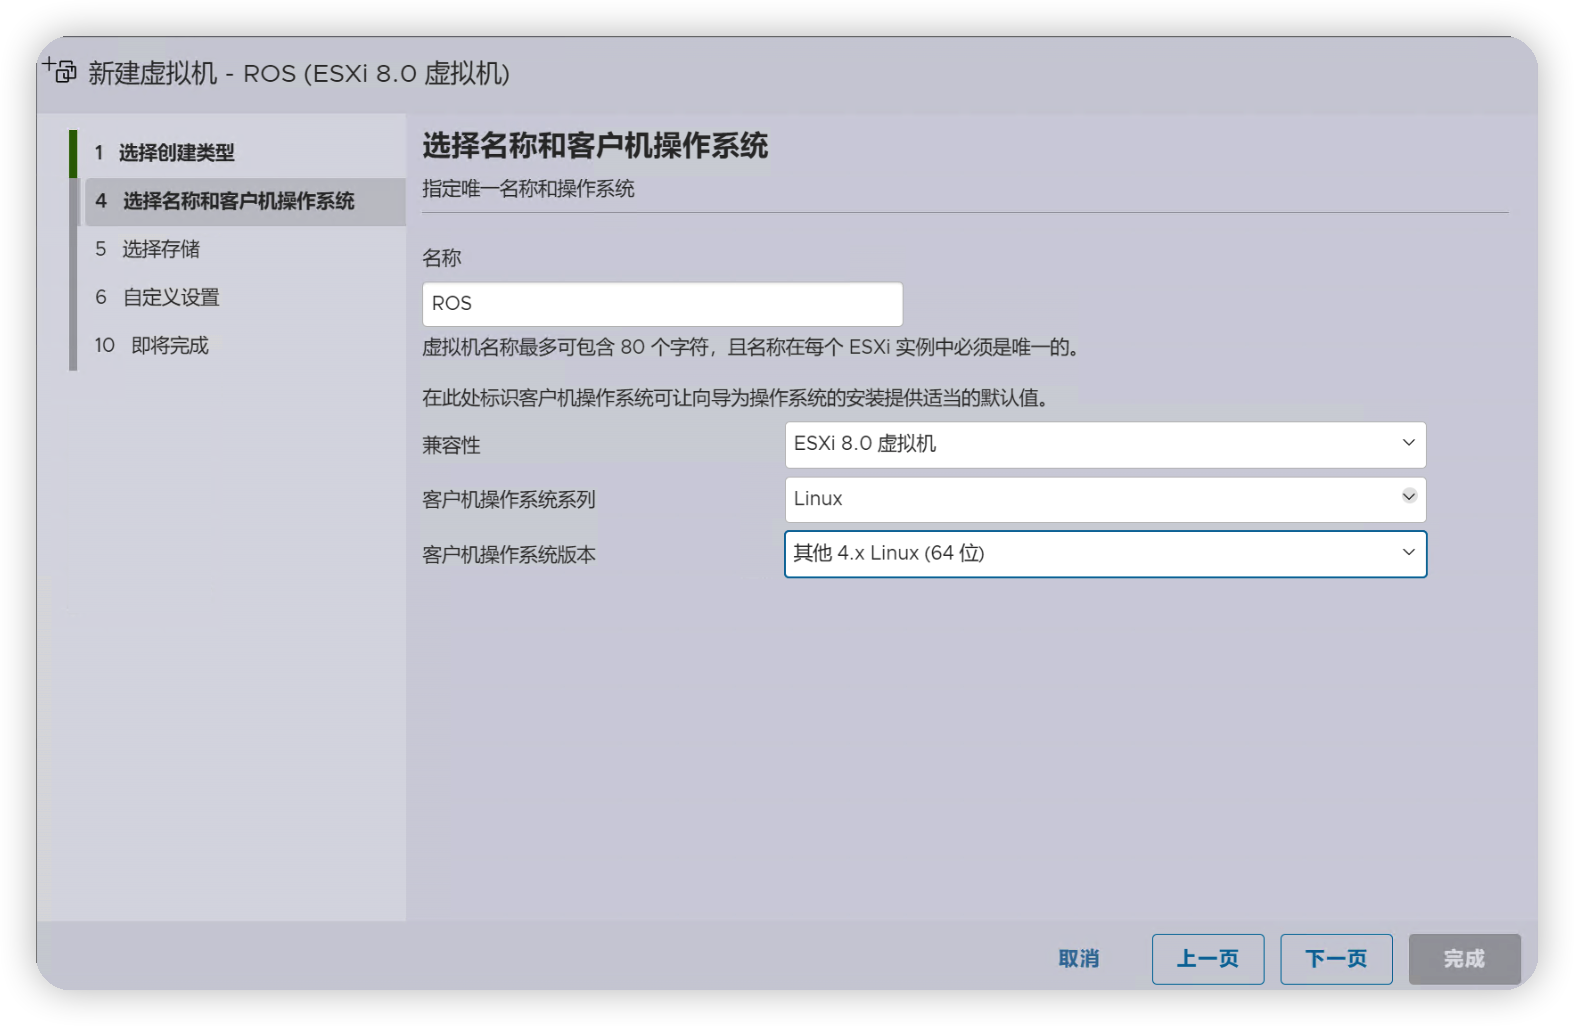 新建虚拟机 - ROS (ESXi 8.0 虚拟机)
1 选择创建类型
4 选择名称和客户机操作系统
5 选择存储
6 自定义设置
10 即将完成
选择名称和客户机操作系统
指定唯一名称和操作系统
名称
ROS
虚拟机名称最多可包含 80 个字符，且名称在每个 ESXi 实例中必须是唯一的。
在此处标识客户机操作系统可让向导为操作系统的安装提供适当的默认值。
兼容性 ESXi 8.0 虚拟机
客户机操作系统系列 Linux
客户机操作系统版本 其他 4.x Linux (64 位)
取消 上一页 下一页 完成